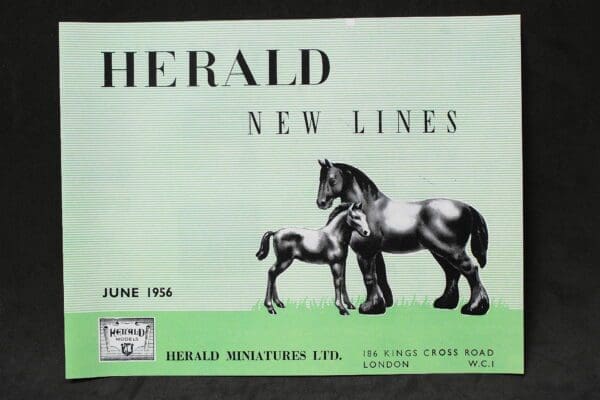 HERALD
NEW LINES
JUNE 1956
HERALD
MODELS
HERALD MINIATURES LTD.
186 KINGS CROSS ROAD
LONDON W.C.1